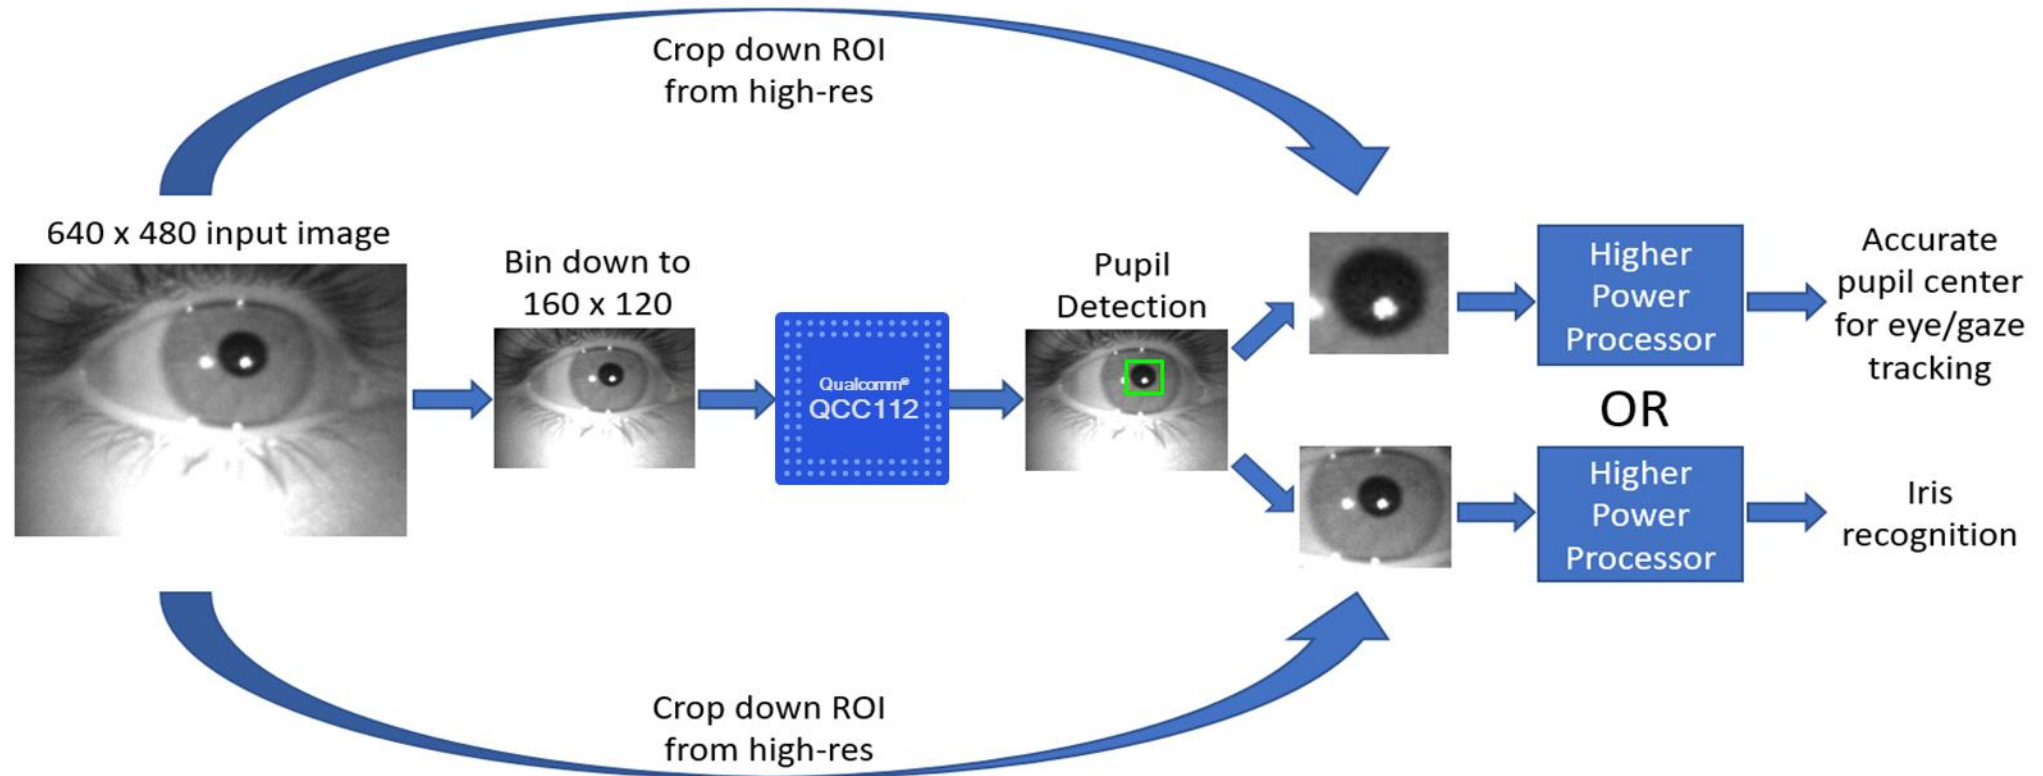 Crop down ROI
from high-res
640 x 480 input image
Bin down to
160 x 120
Qualcomm®
QCC112
Pupil
Detection
Higher
Power
Processor
Accurate
pupil center
for eye/gaze
tracking
OR
Higher
Power
Processor
Iris
recognition
Crop down ROI
from high-res